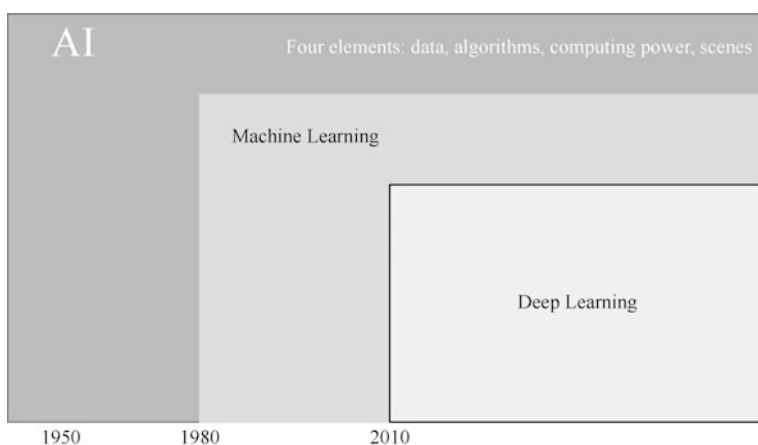 AI
Four elements: data, algorithms, computing power, scenes
Machine Learning
Deep Learning
1950
1980
2010